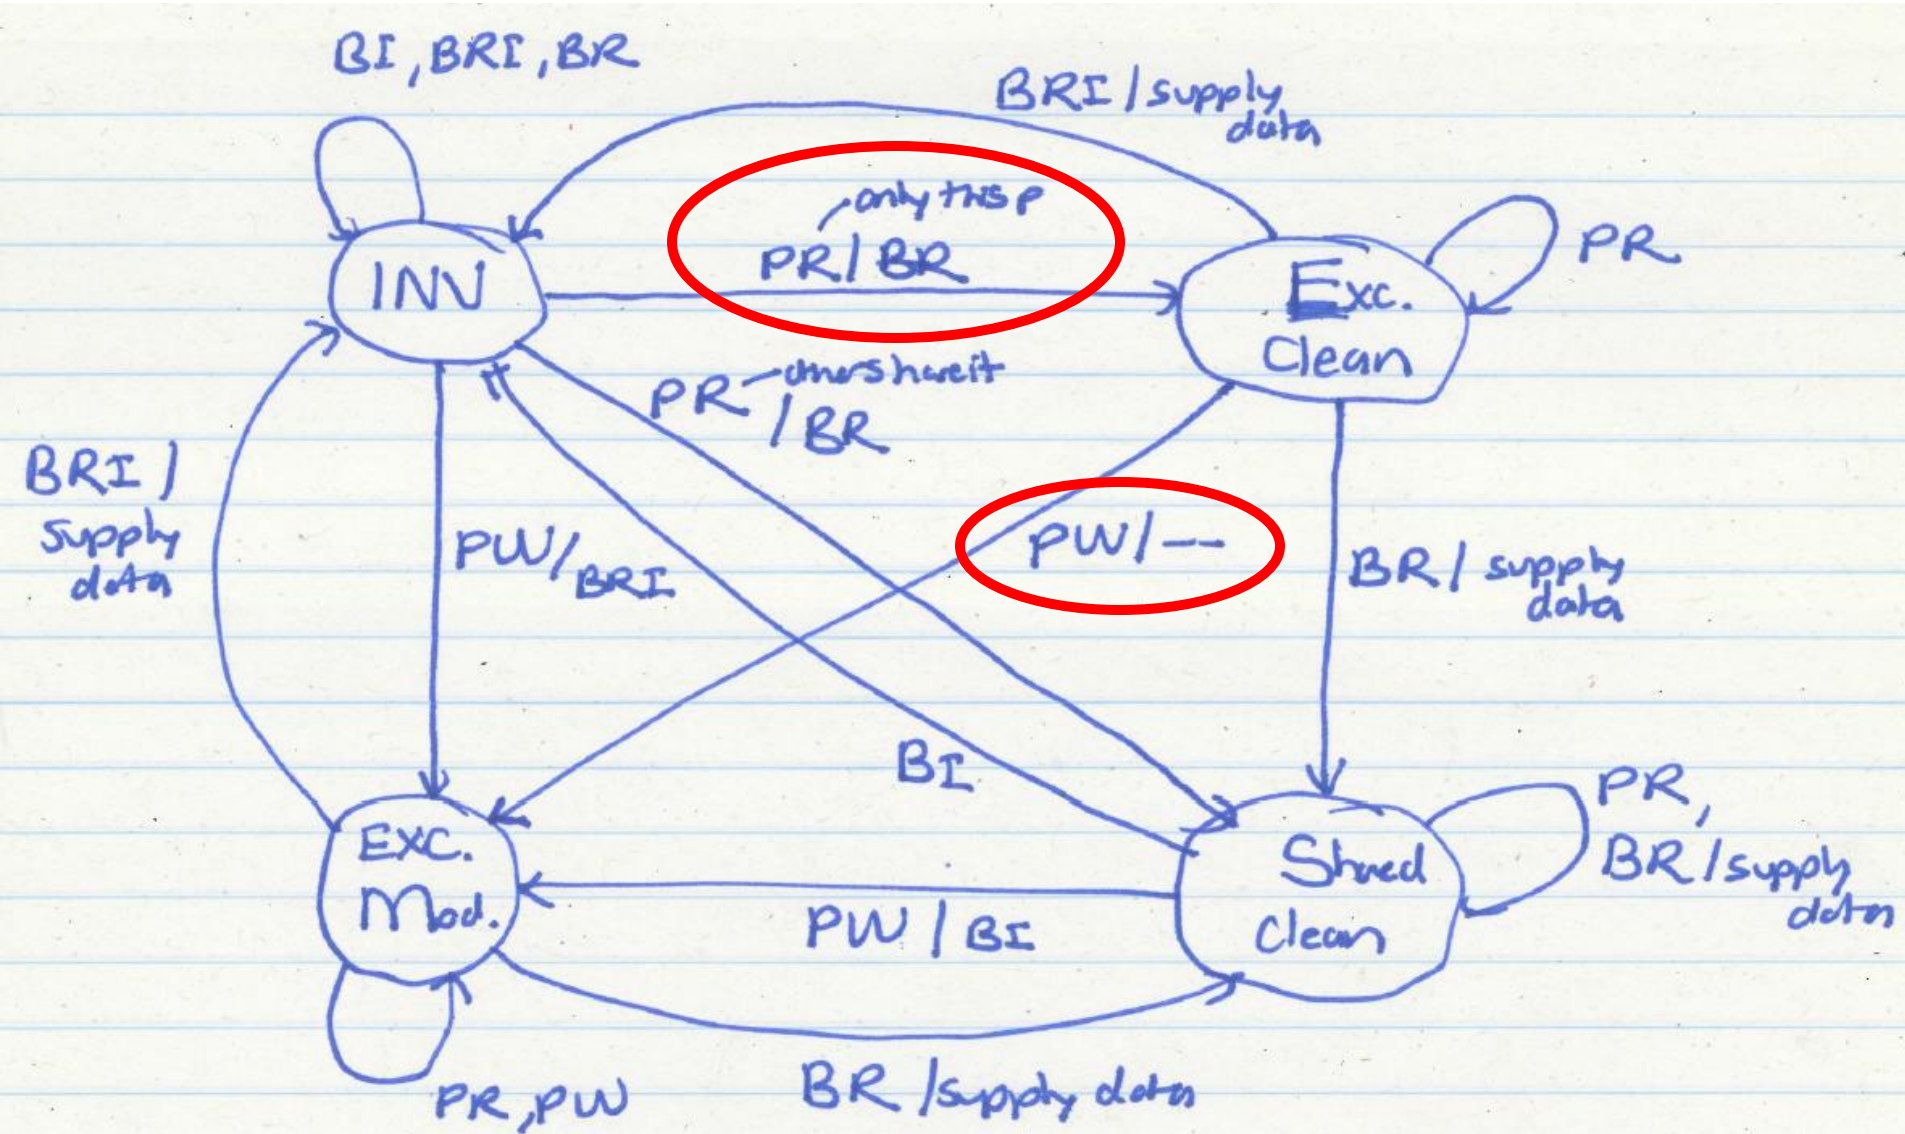 BI, BRI, BR
BRI / supply
data
only this p
PR / BR
PR
INV
Exc.
Clean
PR
others have it
/ BR
BRI /
supply
data
PW /
BRI
PW / --
BR / supply
data
BI
PR,
BR / supply
data
EXC.
Mod.
Shared
Clean
PW / BI
PR, PW
BR / supply data